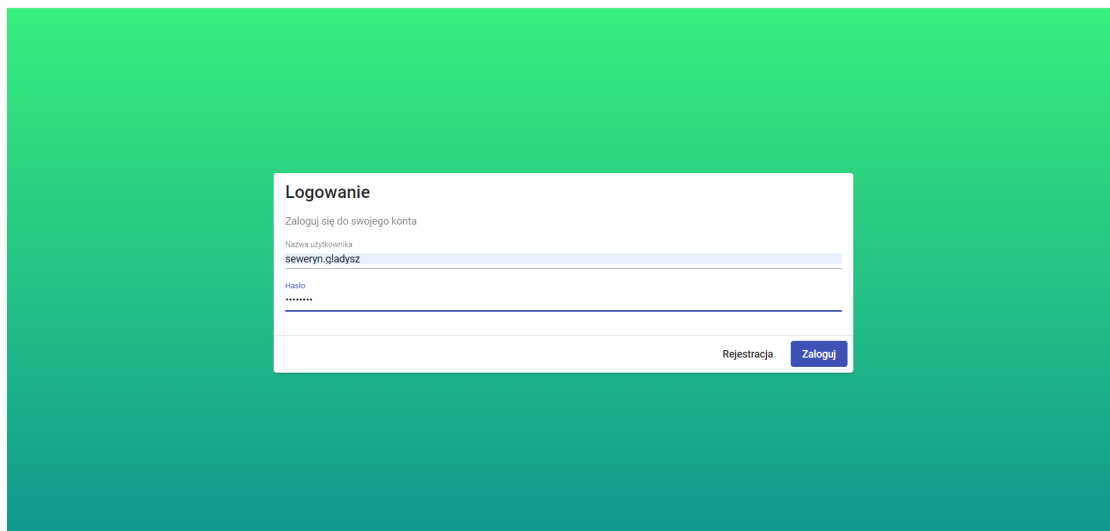 Logowanie
Zaloguj się do swojego konta
Nazwa użytkownika
seweryn.gladysz
Hasło
••••••••
Rejestracja Zaloguj